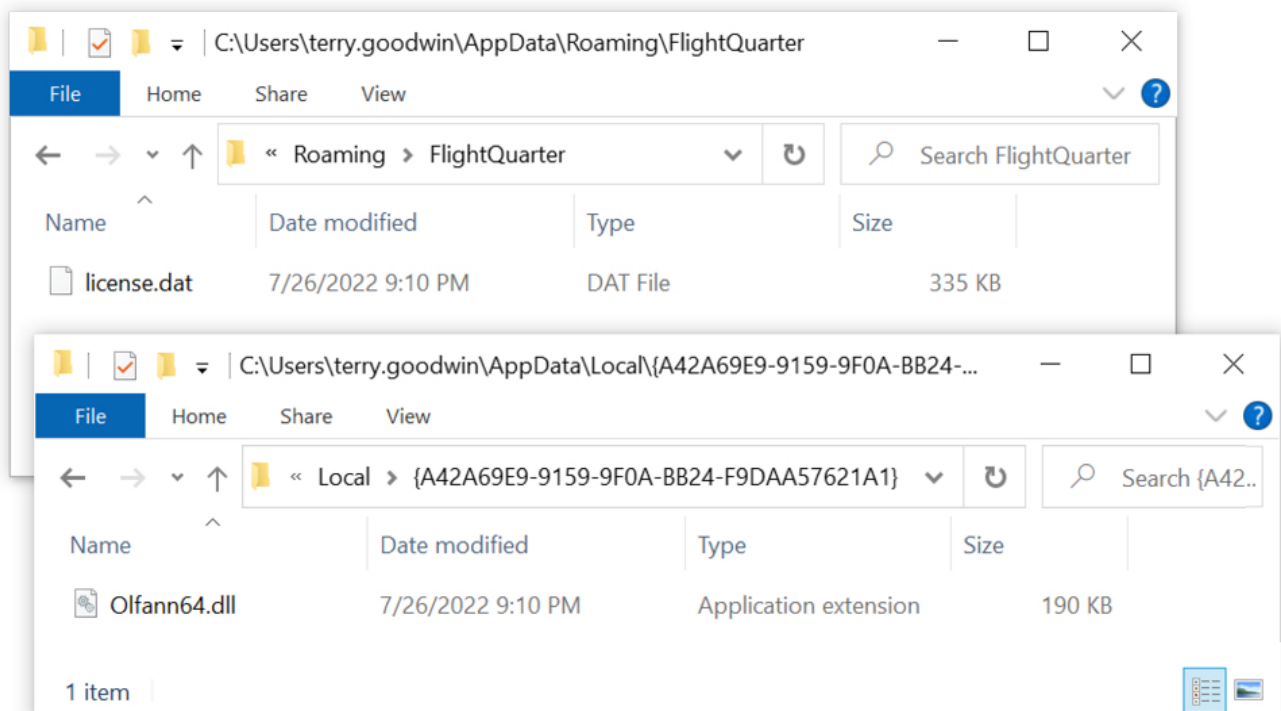 C:\Users\terry.goodwin\AppData\Roaming\FlightQuarter
File Home Share View ?
« Roaming > FlightQuarter Search FlightQuarter
Name Date modified Type Size
license.dat 7/26/2022 9:10 PM DAT File 335 KB
C:\Users\terry.goodwin\AppData\Local\{A42A69E9-9159-9F0A-BB24-...
File Home Share View ?
« Local > {A42A69E9-9159-9F0A-BB24-F9DAA57621A1} Search {A42..
Name Date modified Type Size
Olfann64.dll 7/26/2022 9:10 PM Application extension 190 KB
1 item